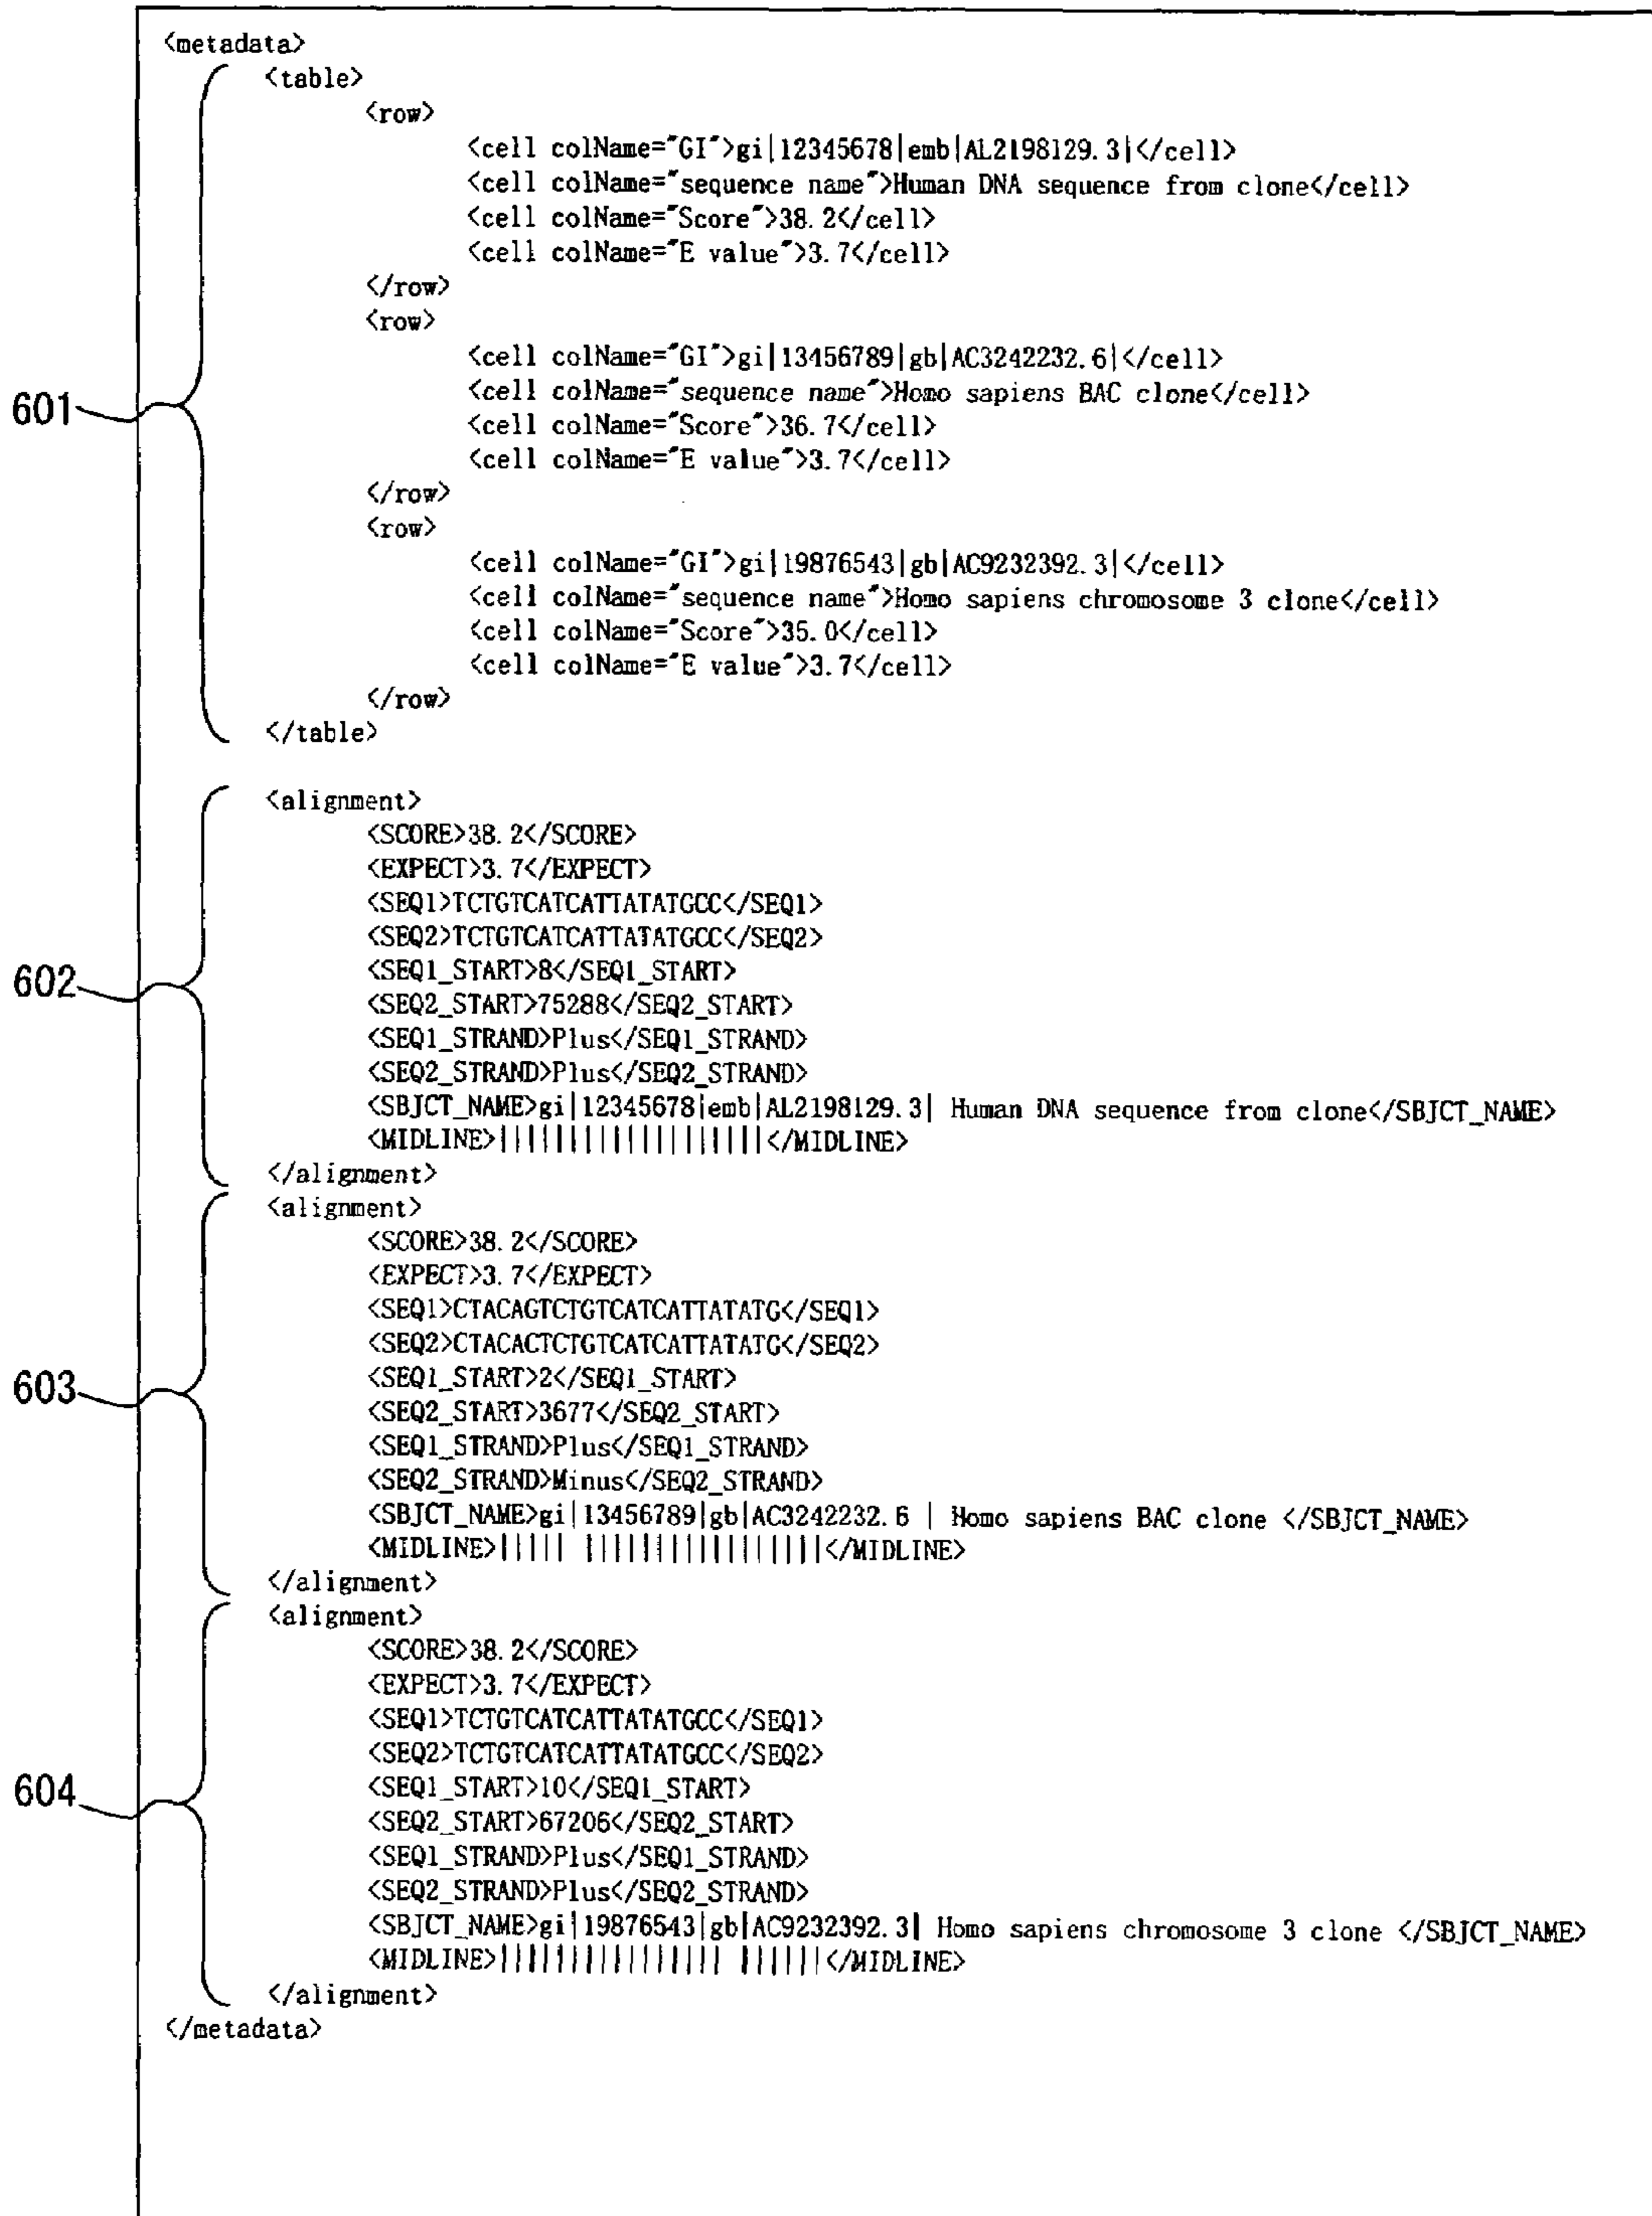 <metadata>
<table>
<row>
<cell colName="GI">gi|12345678|emb|AL2198129.3|</cell>
<cell colName="sequence name">Human DNA sequence from clone</cell>
<cell colName="Score">38.2</cell>
<cell colName="E value">3.7</cell>
</row>
<row>
<cell colName="GI">gi|13456789|gb|AC3242232.6|</cell>
<cell colName="sequence name">Homo sapiens BAC clone</cell>
601
<cell colName="Score">36.7</cell>
<cell colName="E value">3.7</cell>
</row>
<row>
<cell colName="GI">gi|19876543|gb|AC9232392.3|</cell>
<cell colName="sequence name">Homo sapiens chromosome 3 clone</cell>
<cell colName="Score">35.0</cell>
<cell colName="E value">3.7</cell>
</row>
</table>
<alignment>
<SCORE>38.2</SCORE>
<EXPECT>3.7</EXPECT>
<SEQ1>TCTGTCATCATTATATGCC</SEQ1>
<SEQ2>TCTGTCATCATTATATGCC</SEQ2>
<SEQ1_START>8</SEQ1_START>
602
<SEQ2_START>75288</SEQ2_START>
<SEQ1_STRAND>Plus</SEQ1_STRAND>
<SEQ2_STRAND>Plus</SEQ2_STRAND>
<SBJCT_NAME>gi|12345678|emb|AL2198129.3| Human DNA sequence from clone</SBJCT_NAME>
<MIDLINE>|||||||||||||||||||</MIDLINE>
</alignment>
<alignment>
<SCORE>38.2</SCORE>
<EXPECT>3.7</EXPECT>
<SEQ1>CTACAGTCTGTCATCATTATATG</SEQ1>
<SEQ2>CTACACTCTGTCATCATTATATG</SEQ2>
<SEQ1_START>2</SEQ1_START>
603
<SEQ2_START>3677</SEQ2_START>
<SEQ1_STRAND>Plus</SEQ1_STRAND>
<SEQ2_STRAND>Minus</SEQ2_STRAND>
<SBJCT_NAME>gi|13456789|gb|AC3242232.6 | Homo sapiens BAC clone </SBJCT_NAME>
<MIDLINE>||||| |||||||||||||||||</MIDLINE>
</alignment>
<alignment>
<SCORE>38.2</SCORE>
<EXPECT>3.7</EXPECT>
<SEQ1>TCTGTCATCATTATATGCC</SEQ1>
<SEQ2>TCTGTCATCATTATATGCC</SEQ2>
<SEQ1_START>10</SEQ1_START>
604
<SEQ2_START>67206</SEQ2_START>
<SEQ1_STRAND>Plus</SEQ1_STRAND>
<SEQ2_STRAND>Plus</SEQ2_STRAND>
<SBJCT_NAME>gi|19876543|gb|AC9232392.3| Homo sapiens chromosome 3 clone </SBJCT_NAME>
<MIDLINE>|||||||||||||||| ||||||</MIDLINE>
</alignment>
</metadata>